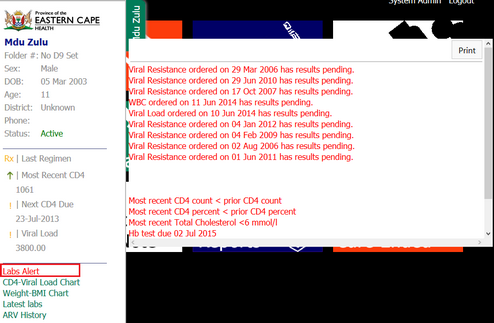 Province of the
EASTERN CAPE
HEALTH
System Admin Logout
Mdu Zulu
Mdu Zulu
Folder #: No D9 Set
Sex: Male
DOB: 05 Mar 2003
Age: 11
District: Unknown
Phone:
Status: Active
Rx | Last Regimen
| Most Recent CD4
1061
! | Next CD4 Due
23-Jul-2013
! | Viral Load
3800.00
Labs Alert
CD4-Viral Load Chart
Weight-BMI Chart
Latest labs
ARV History
Print
Viral Resistance ordered on 29 Mar 2006 has results pending.
Viral Resistance ordered on 29 Jun 2010 has results pending.
Viral Resistance ordered on 17 Oct 2007 has results pending.
WBC ordered on 11 Jun 2014 has results pending.
Viral Load ordered on 10 Jun 2014 has results pending.
Viral Resistance ordered on 04 Jan 2012 has results pending.
Viral Resistance ordered on 04 Feb 2009 has results pending.
Viral Resistance ordered on 02 Aug 2006 has results pending.
Viral Resistance ordered on 01 Jun 2011 has results pending.
Most recent CD4 count < prior CD4 count
Most recent CD4 percent < prior CD4 percent
Most recent Total Cholesterol <6 mmol/l
Hb test due 02 Jul 2015